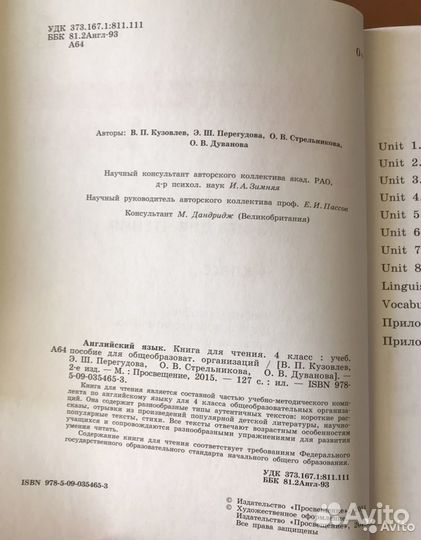 УДК 373.167.1:811.111
ББК 81.2Англ-93
А64
Авторы: В. П. Кузовлев, Э. Ш. Перегудова, О. В. Стрельникова,
О. В. Дуванова
Научный консультант авторского коллектива акад. РАО,
д-р психол. наук И. А. Зимняя
Научный руководитель авторского коллектива проф. Е. И. Пассов
Консультант М. Дандридж (Великобритания)
Английский язык. Книга для чтения. 4 класс : учеб.
А64 пособие для общеобразоват. организаций / [В. П. Кузовлев,
Э. Ш. Перегудова, О. В. Стрельникова, О. В. Дуванова]. —
2-е изд. — М. : Просвещение, 2015. — 127 с. : ил. — ISBN 978-
5-09-035465-3.
Книга для чтения является составной частью учебно-методического комп-
лекта по английскому языку для 4 класса общеобразовательных организа-
ций. Она содержит разнообразные типы аутентичных текстов: короткие рас-
сказы, отрывки из произведений популярной детской литературы, научно-
популярные тексты, стихи. Все тексты отвечают возрастным особенностям
учащихся и сопровождаются разнообразными упражнениями для развития
умения читать.
Содержание книги для чтения соответствует требованиям Федерального
государственного образовательного стандарта начального общего образования.
УДК 373.167.1:811.111
ББК 81.2Англ-93
ISBN 978-5-09-035465-3
© Издательство «Просвещение»,
© Художественное оформление.
Издательство «Просвещение»,
Все права защищены
Unit 1.
Unit 2.
Unit 3.
Unit 4.
Unit 5.
Unit 6
Unit 7
Unit 8
Linguis
Vocabu
Прило
Прило
Avito